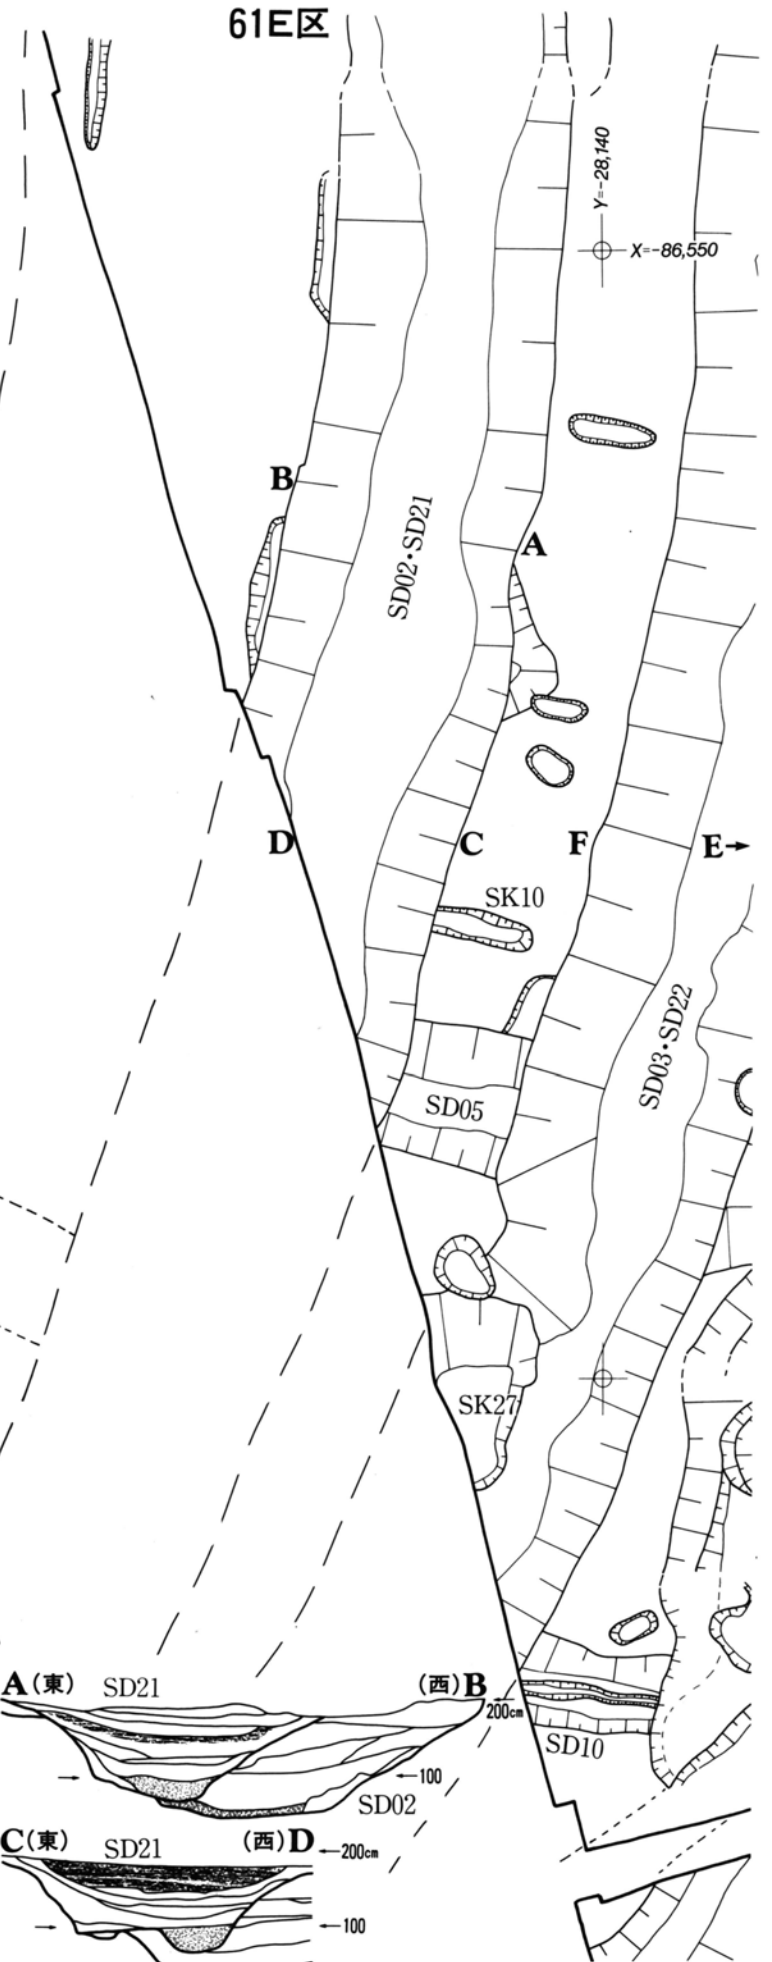 61E区
Y=-28,140
X=-86,550
B
SD02・SD21
A
D
C
F
E→
SK10
SD03・SD22
SD05
SK27
A(東) SD21 (西)B
200cm
SD10
100
SD02
C(東) SD21 (西)D
200cm
100